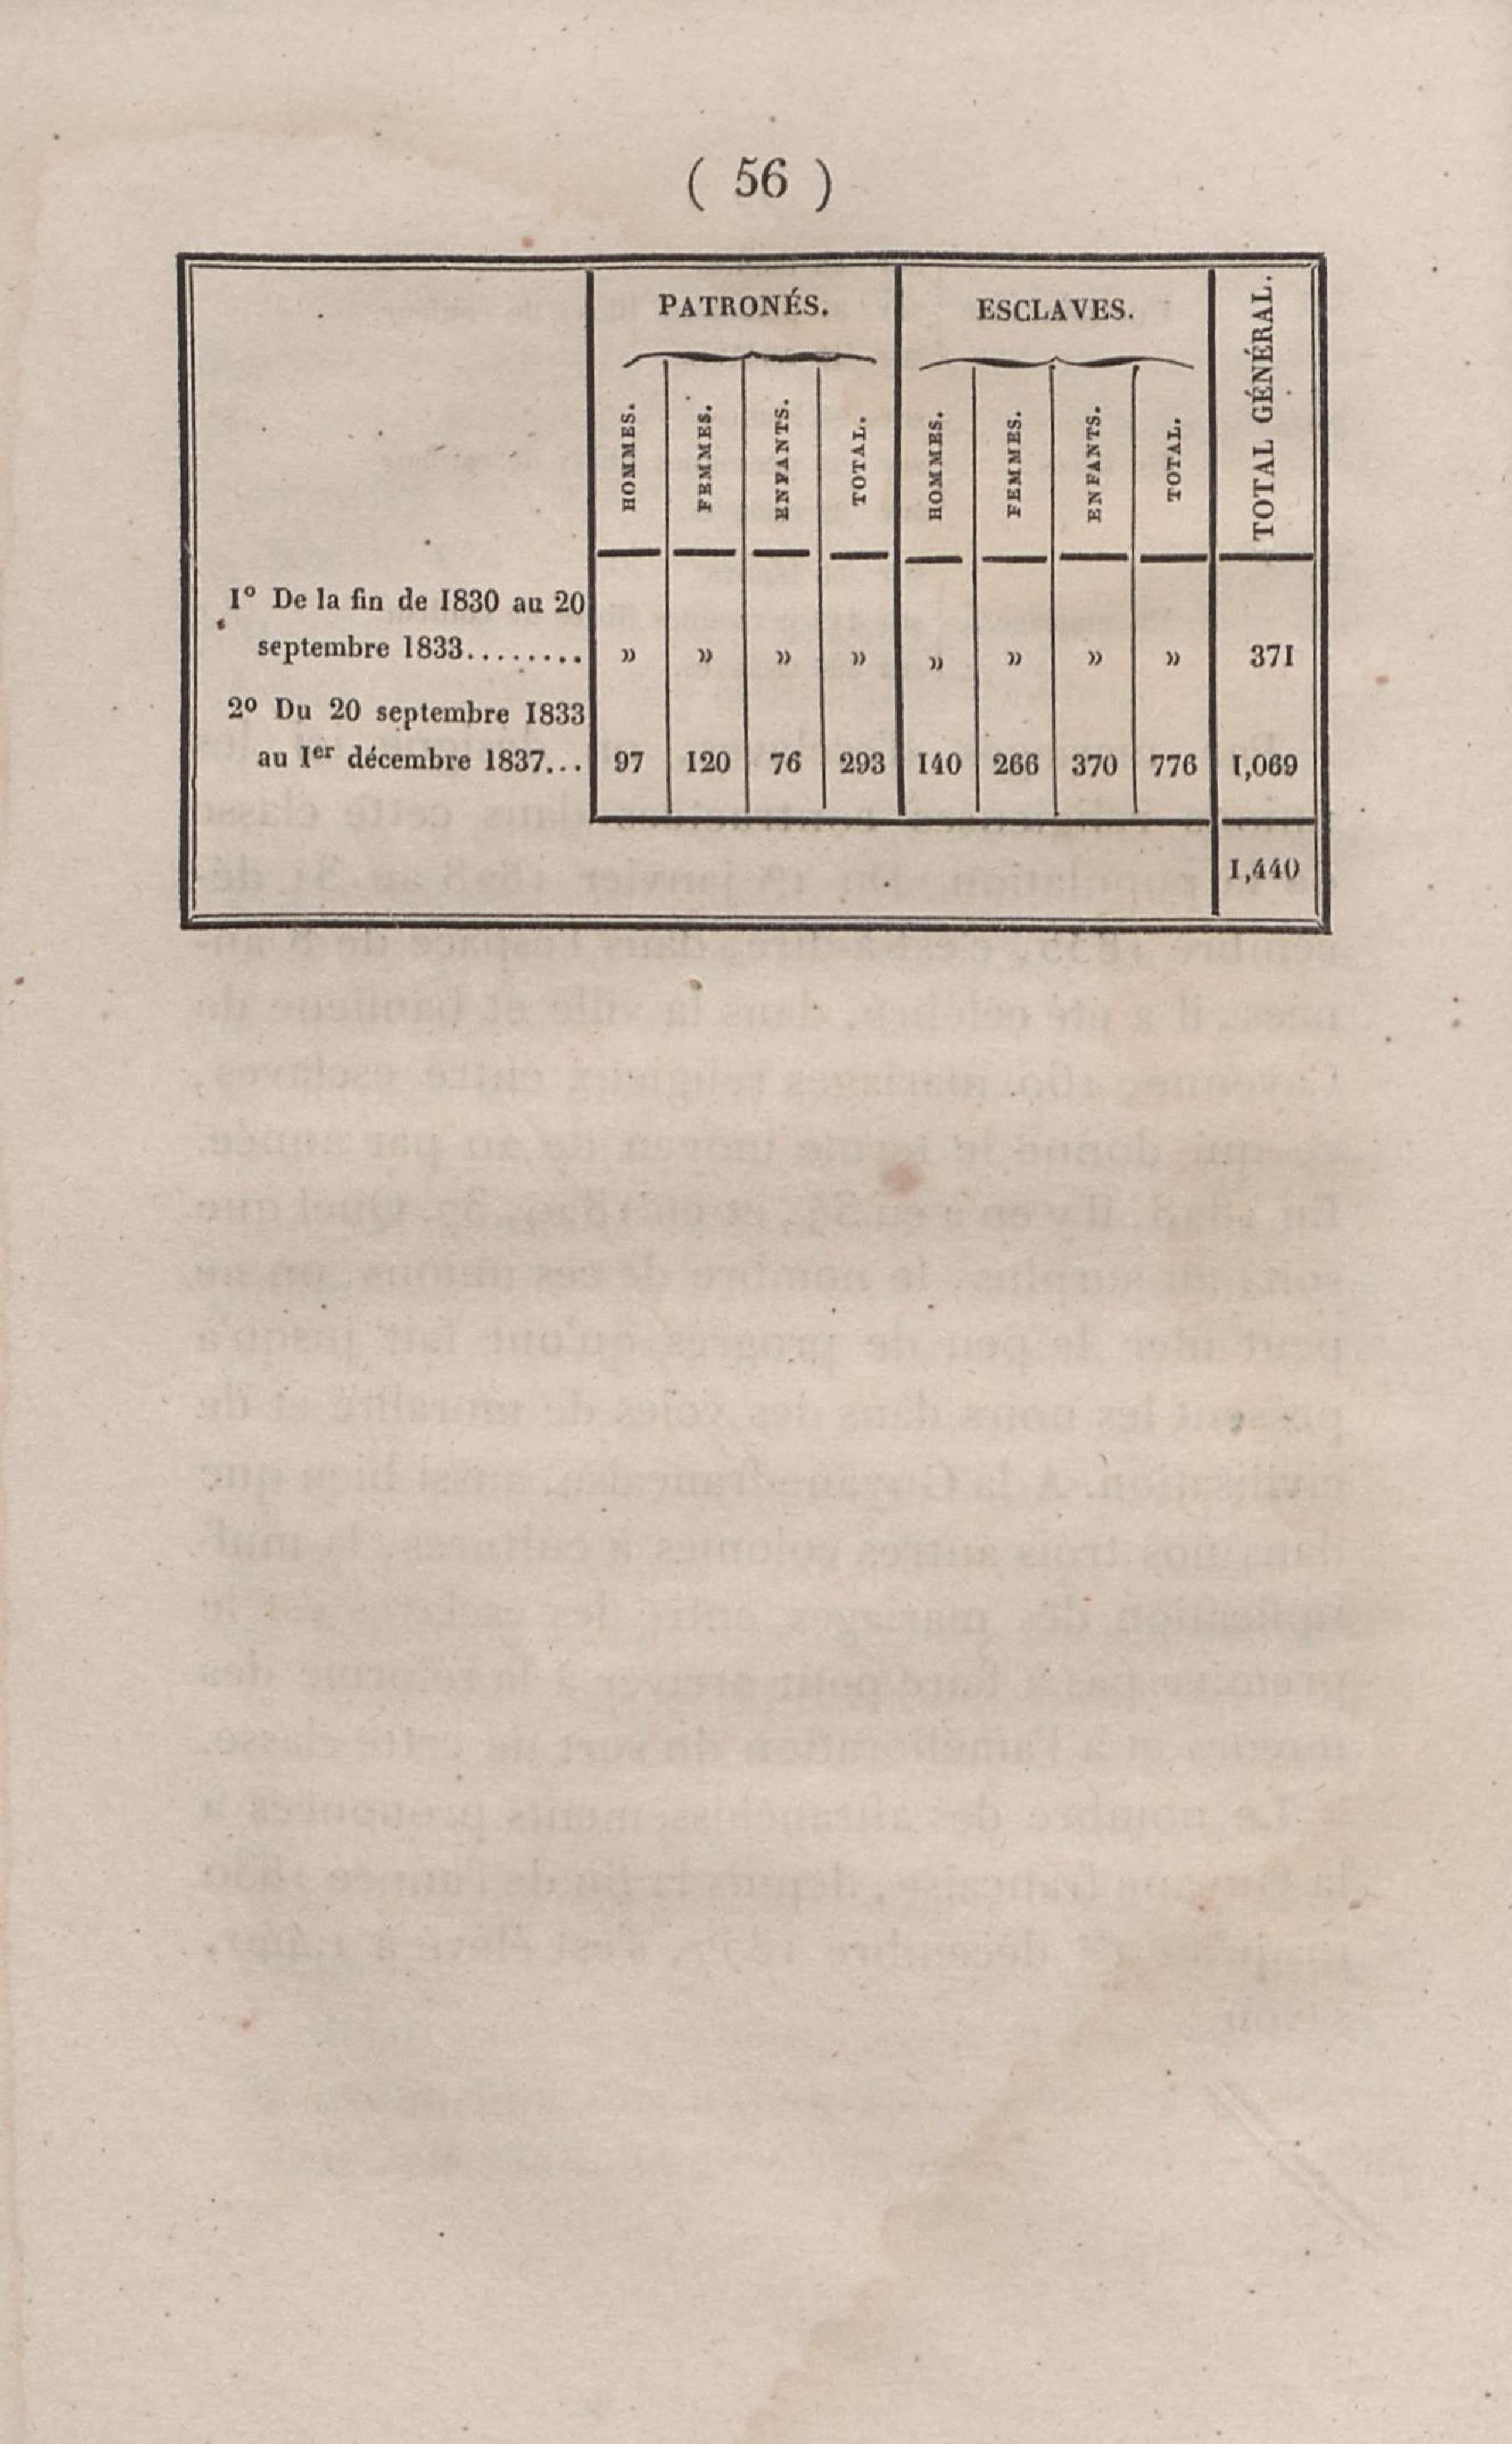 ( 56 )
PATRONÉS. ESCLAVES. TOTAL GÉNÉRAL.
HOMMES. FEMMES. ENFANTS. TOTAL. HOMMES. FEMMES. ENFANTS. TOTAL.
1° De la fin de 1830 au 20
septembre 1833........ » » » » » » » » 371
2° Du 20 septembre 1833
au 1er décembre 1837... 97 120 76 293 140 266 370 776 1,069
1,440